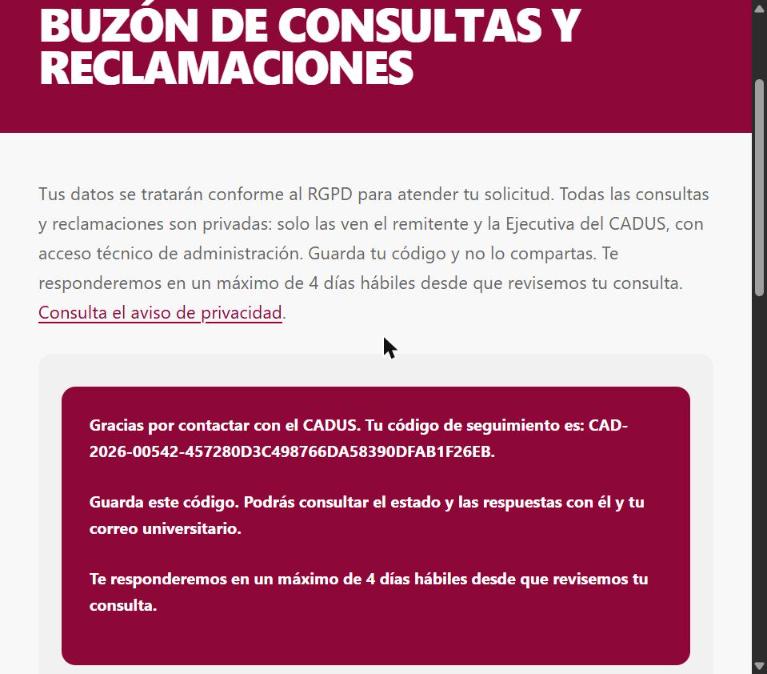 BUZÓN DE CONSULTAS Y
RECLAMACIONES
Tus datos se tratarán conforme al RGPD para atender tu solicitud. Todas las consultas
y reclamaciones son privadas: solo las ven el remitente y la Ejecutiva del CADUS, con
acceso técnico de administración. Guarda tu código y no lo compartas. Te
responderemos en un máximo de 4 días hábiles desde que revisemos tu consulta.
Consulta el aviso de privacidad.
Gracias por contactar con el CADUS. Tu código de seguimiento es: CAD-
2026-00542-457280D3C498766DA58390DFAB1F26EB.
Guarda este código. Podrás consultar el estado y las respuestas con él y tu
correo universitario.
Te responderemos en un máximo de 4 días hábiles desde que revisemos tu
consulta.